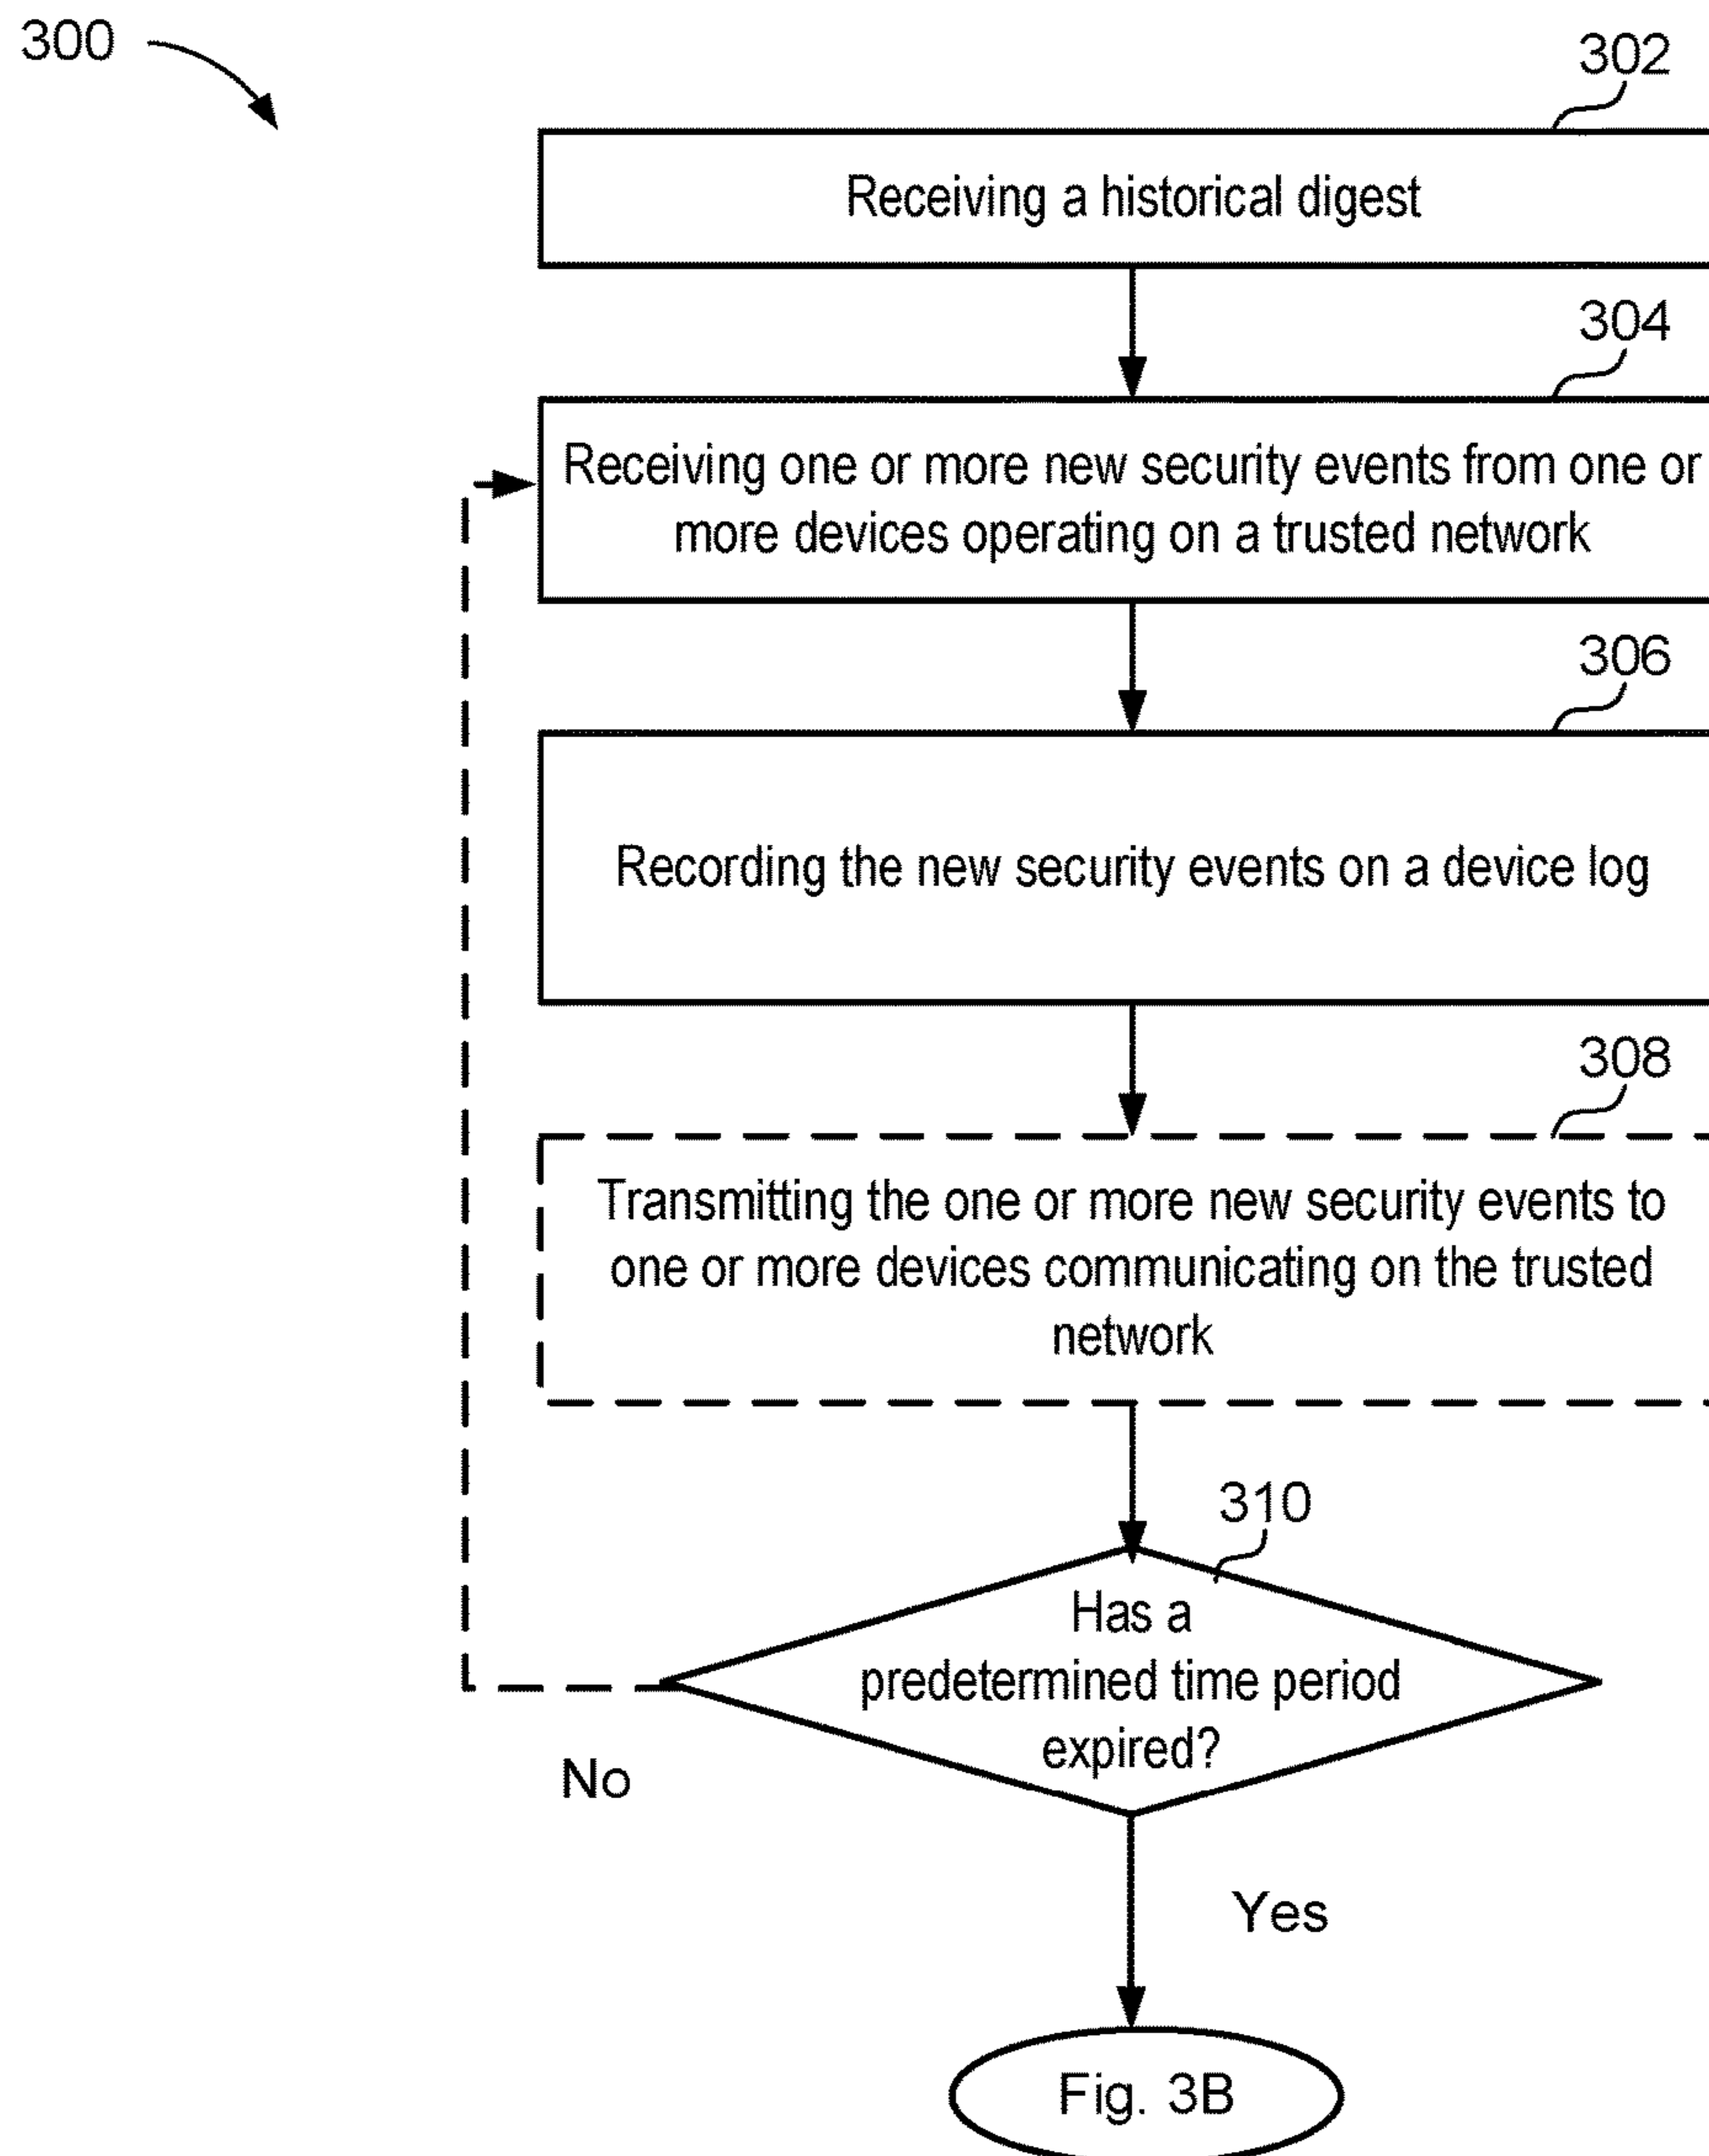 300
302
Receiving a historical digest
304
Receiving one or more new security events from one or
more devices operating on a trusted network
306
Recording the new security events on a device log
308
Transmitting the one or more new security events to
one or more devices communicating on the trusted
network
310
Has a
predetermined time period
expired?
No
Yes
Fig. 3B